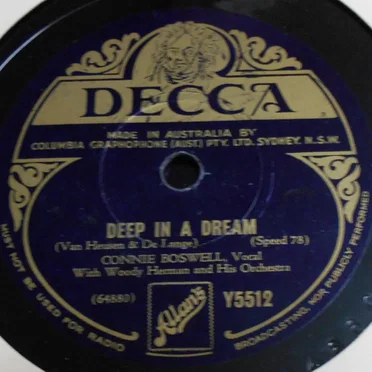 DECCA
MADE IN AUSTRALIA BY
COLUMBIA GRAPHOPHONE (AUST) PTY. LTD. SYDNEY. N.S.W.
DEEP IN A DREAM
(Van Heusen & De Lange) (Speed 78)
CONNIE BOSWELL, Vocal
With Woody Herman and His Orchestra
(64880) Allan's Y5512
MUST NOT BE USED FOR RADIO
BROADCASTING, NOR PUBLICLY PERFORMED